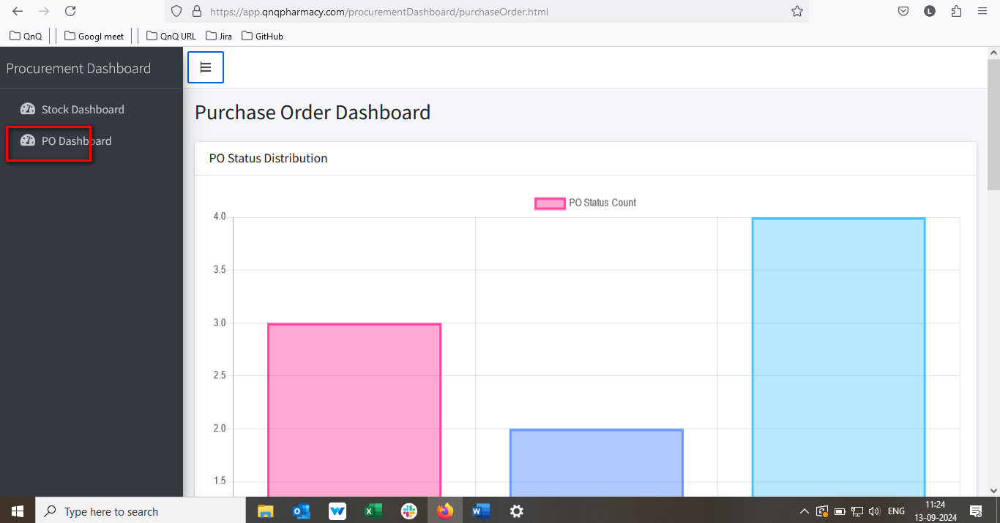 https://app.qnqpharmacy.com/procurementDashboard/purchaseOrder.html
L
QnQ
Googl meet
QnQ URL
Jira
GitHub
Procurement Dashboard
Stock Dashboard
PO Dashboard
Purchase Order Dashboard
PO Status Distribution
PO Status Count
4.0
3.5
3.0
2.5
2.0
1.5
Type here to search
ENG
11:24
13-09-2024